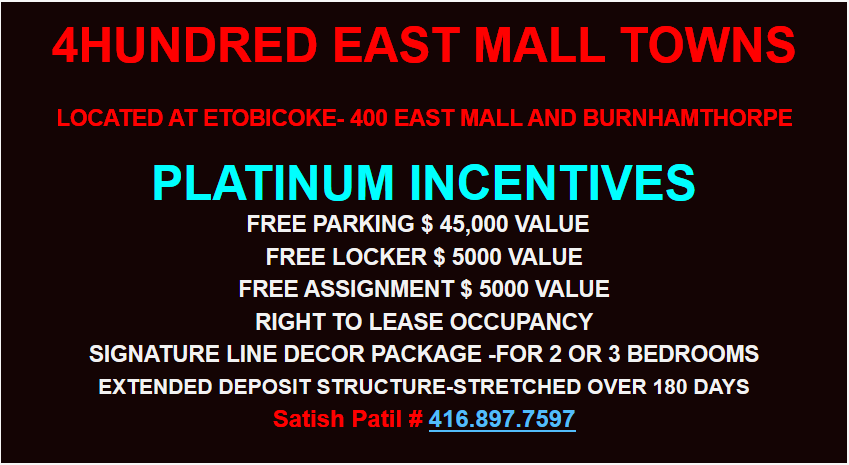 4HUNDRED EAST MALL TOWNS
LOCATED AT ETOBICOKE- 400 EAST MALL AND BURNHAMTHORPE
PLATINUM INCENTIVES
FREE PARKING $ 45,000 VALUE
FREE LOCKER $ 5000 VALUE
FREE ASSIGNMENT $ 5000 VALUE
RIGHT TO LEASE OCCUPANCY
SIGNATURE LINE DECOR PACKAGE -FOR 2 OR 3 BEDROOMS
EXTENDED DEPOSIT STRUCTURE-STRETCHED OVER 180 DAYS
Satish Patil # 416.897.7597